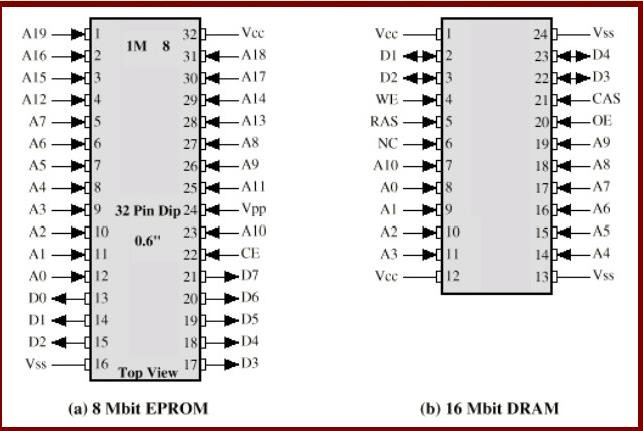 A19 1 32 Vcc
1M 8
A16 2 31 A18
A15 3 30 A17
A12 4 29 A14
A7 5 28 A13
A6 6 27 A8
A5 7 26 A9
A4 8 25 A11
A3 9 32 Pin Dip 24 Vpp
A2 10 23 A10
0.6"
A1 11 22 CE
A0 12 21 D7
D0 13 20 D6
D1 14 19 D5
D2 15 18 D4
Vss 16 17 D3
Top View
(a) 8 Mbit EPROM
Vcc 1 24 Vss
D1 2 23 D4
D2 3 22 D3
WE 4 21 CAS
RAS 5 20 OE
NC 6 19 A9
A10 7 18 A8
A0 8 17 A7
A1 9 16 A6
A2 10 15 A5
A3 11 14 A4
Vcc 12 13 Vss
(b) 16 Mbit DRAM